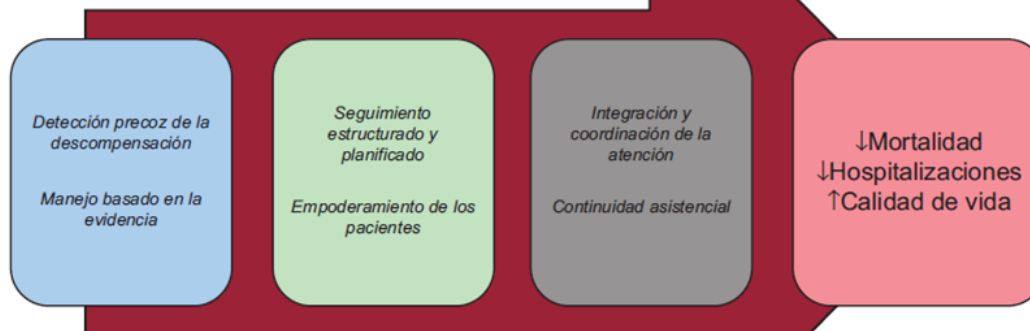 Detección precoz de la
descompensación
Manejo basado en la
evidencia
Seguimiento
estructurado y
planificado
Empoderamiento de los
pacientes
Integración y
coordinación de la
atención
Continuidad asistencial
↓Mortalidad
↓Hospitalizaciones
↑Calidad de vida